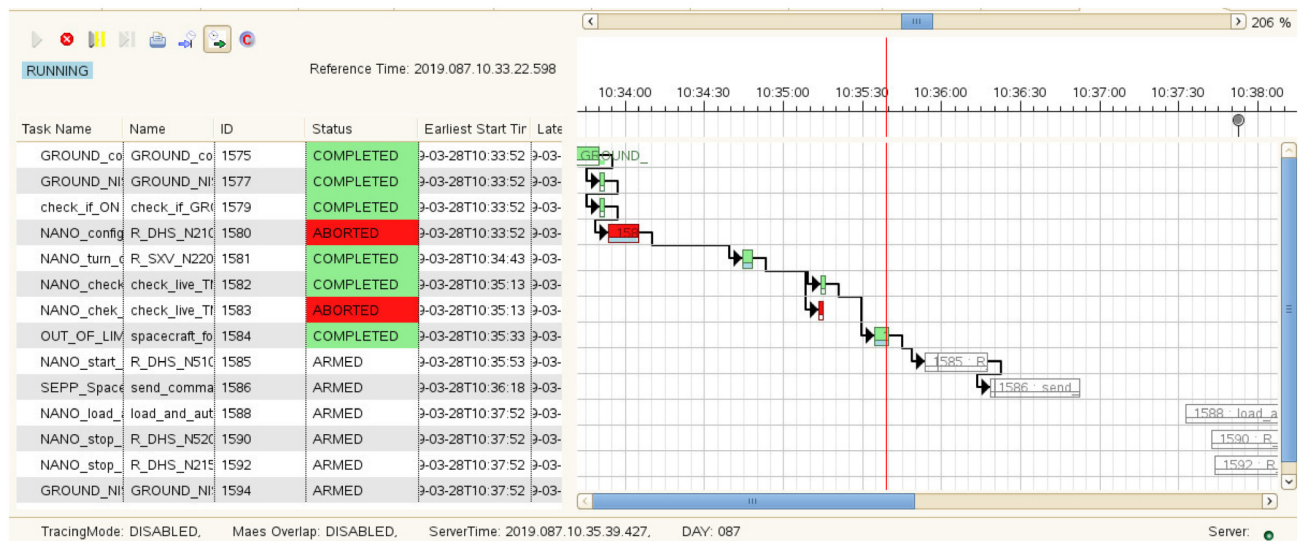 206 %
RUNNING
Reference Time: 2019.087.10.33.22.598
10:34:00 10:34:30 10:35:00 10:35:30 10:36:00 10:36:30 10:37:00 10:37:30 10:38:00
Task Name Name ID Status Earliest Start Tir Late
GROUND_co GROUND_co 1575 COMPLETED 9-03-28T10:33:52 9-03- GROUND_
GROUND_NI GROUND_NI 1577 COMPLETED 9-03-28T10:33:52 9-03-
check_if_ON check_if_GR 1579 COMPLETED 9-03-28T10:33:52 9-03-
NANO_config R_DHS_N210 1580 ABORTED 9-03-28T10:33:52 9-03- 158
NANO_turn_ R_SXV_N220 1581 COMPLETED 9-03-28T10:34:43 9-03-
NANO_check check_live_T 1582 COMPLETED 9-03-28T10:35:13 9-03-
NANO_chek_ check_live_T 1583 ABORTED 9-03-28T10:35:13 9-03-
OUT_OF_LIM spacecraft_fo 1584 COMPLETED 9-03-28T10:35:33 9-03-
NANO_start_ R_DHS_N510 1585 ARMED 9-03-28T10:35:53 9-03- 1585 : R
SEPP_Space send_comma 1586 ARMED 9-03-28T10:36:18 9-03- 1586 : send_
NANO_load_ load_and_aut 1588 ARMED 9-03-28T10:37:52 9-03- 1588 : load_a
NANO_stop_ R_DHS_N520 1590 ARMED 9-03-28T10:37:52 9-03- 1590 : R_
NANO_stop_ R_DHS_N215 1592 ARMED 9-03-28T10:37:52 9-03- 1592 : R
GROUND_NI GROUND_NI 1594 ARMED 9-03-28T10:37:52 9-03-
TracingMode: DISABLED, Maes Overlap: DISABLED, ServerTime: 2019.087.10.35.39.427, DAY: 087 Server: